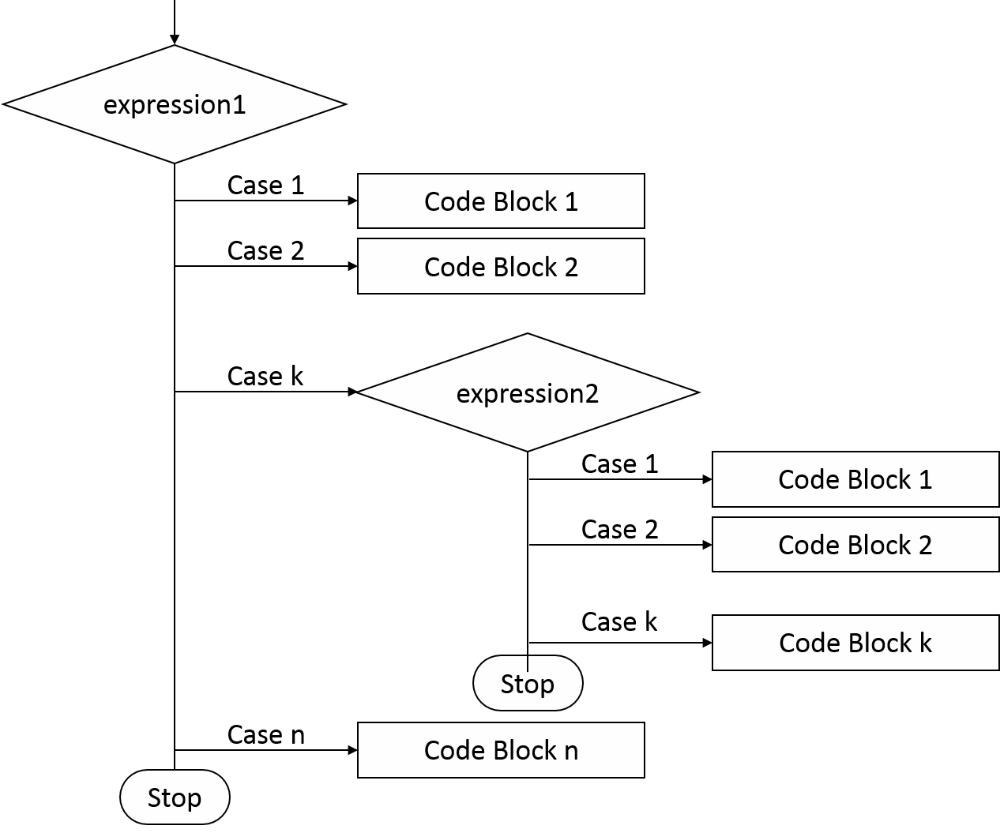 expression1
Case 1
Code Block 1
Case 2
Code Block 2
Case k
expression2
Case 1
Code Block 1
Case 2
Code Block 2
Case k
Code Block k
Stop
Case n
Code Block n
Stop